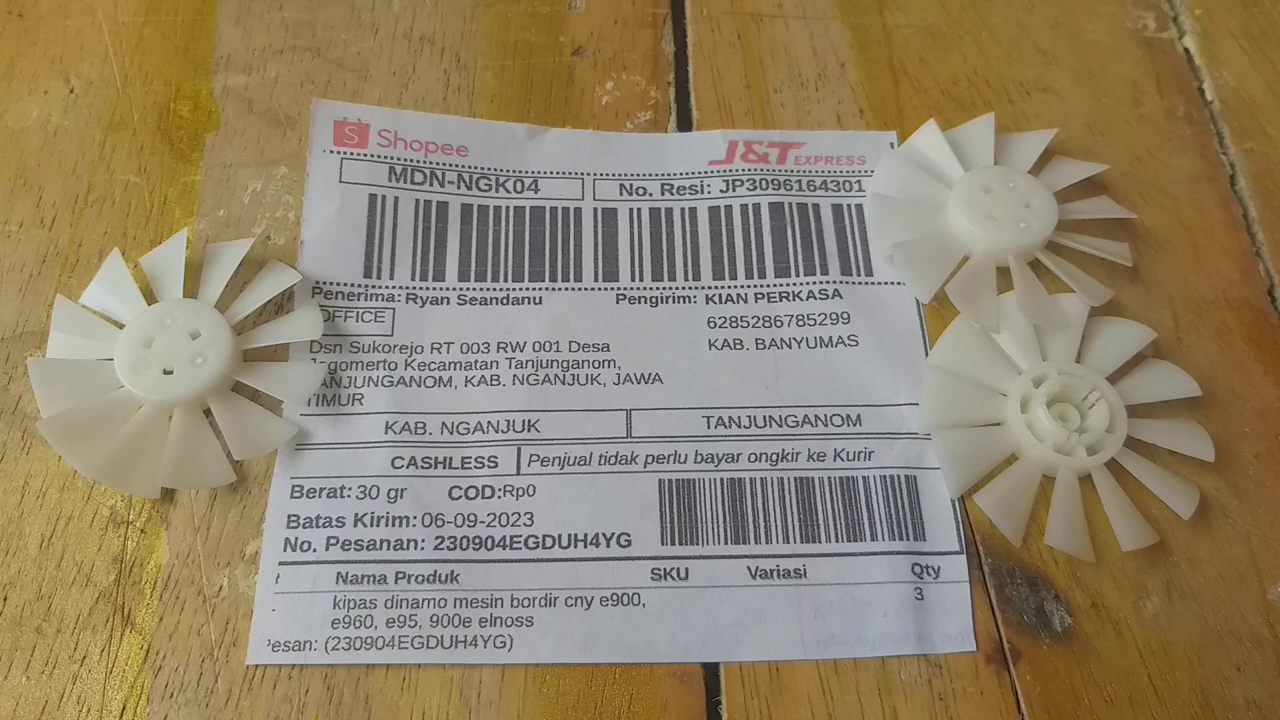 Shopee
J&T EXPRESS
MDN-NGK04
No. Resi: JP3096164301
Penerima: Ryan Seandanu
Pengirim: KIAN PERKASA
OFFICE
6285286785299
KAB. BANYUMAS
Dsn Sukorejo RT 003 RW 001 Desa
Jogomerto Kecamatan Tanjunganom,
TANJUNGANOM, KAB. NGANJUK, JAWA
TIMUR
KAB. NGANJUK
TANJUNGANOM
CASHLESS
Penjual tidak perlu bayar ongkir ke Kurir
Berat: 30 gr COD: Rp0
Batas Kirim: 06-09-2023
No. Pesanan: 230904EGDUH4YG
Nama Produk SKU Variasi Qty
kipas dinamo mesin bordir cny e900, 3
e960, e95, 900e elnoss
esan: (230904EGDUH4YG)